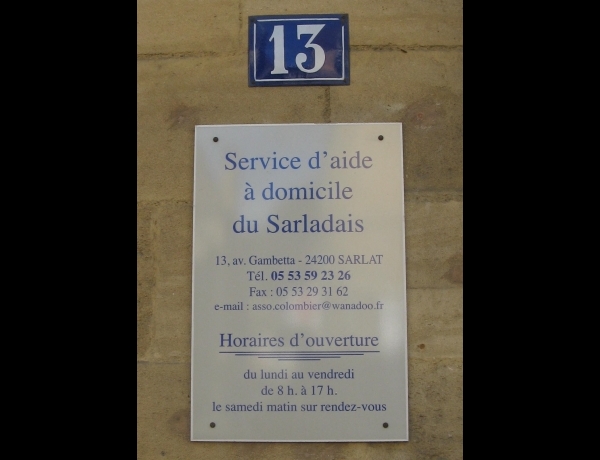 13
Service d'aide
à domicile
du Sarladais
13, av. Gambetta - 24200 SARLAT
Tél. 05 53 59 23 26
Fax : 05 53 29 31 62
e-mail : asso.colombier@wanadoo.fr
Horaires d'ouverture
du lundi au vendredi
de 8 h. à 17 h.
le samedi matin sur rendez-vous